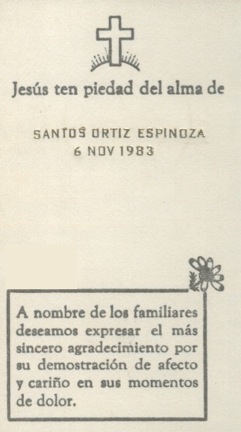 Jesús ten piedad del alma de
SANTOS ORTIZ ESPINOZA
6 NOV 1983
A nombre de los familiares
deseamos expresar el más
sincero agradecimiento por
su demostración de afecto
y cariño en sus momentos
de dolor.